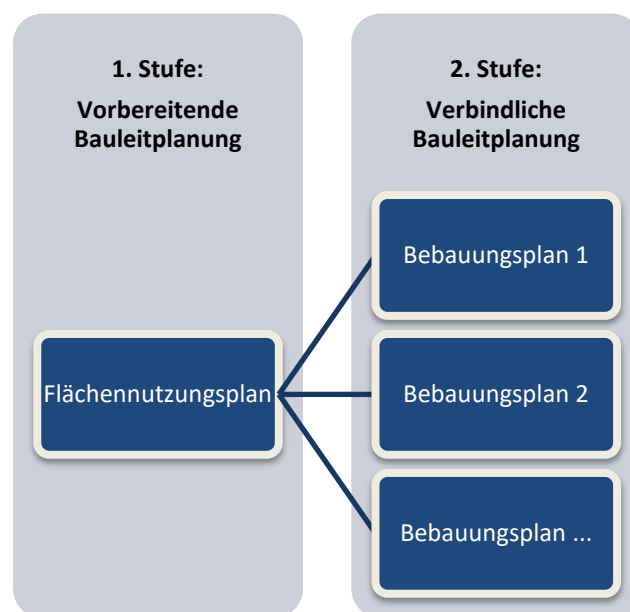 1. Stufe:
Vorbereitende
Bauleitplanung
Flächennutzungsplan
2. Stufe:
Verbindliche
Bauleitplanung
Bebauungsplan 1
Bebauungsplan 2
Bebauungsplan ...